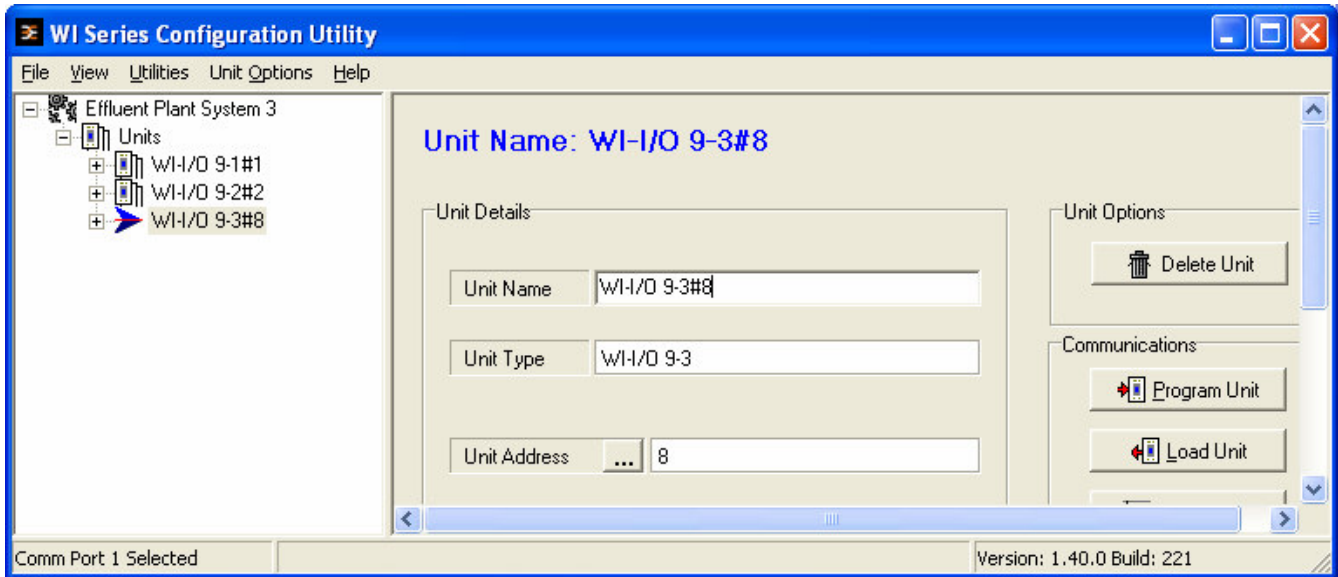 WI Series Configuration Utility
File View Utilities Unit Options Help
Effluent Plant System 3
Units
WI-I/O 9-1#1
WI-I/O 9-2#2
WI-I/O 9-3#8
Unit Name: WI-I/O 9-3#8
Unit Details
Unit Name WI-I/O 9-3#8
Unit Type WI-I/O 9-3
Unit Address ... 8
Unit Options
Delete Unit
Communications
Program Unit
Load Unit
Comm Port 1 Selected
Version: 1.40.0 Build: 221